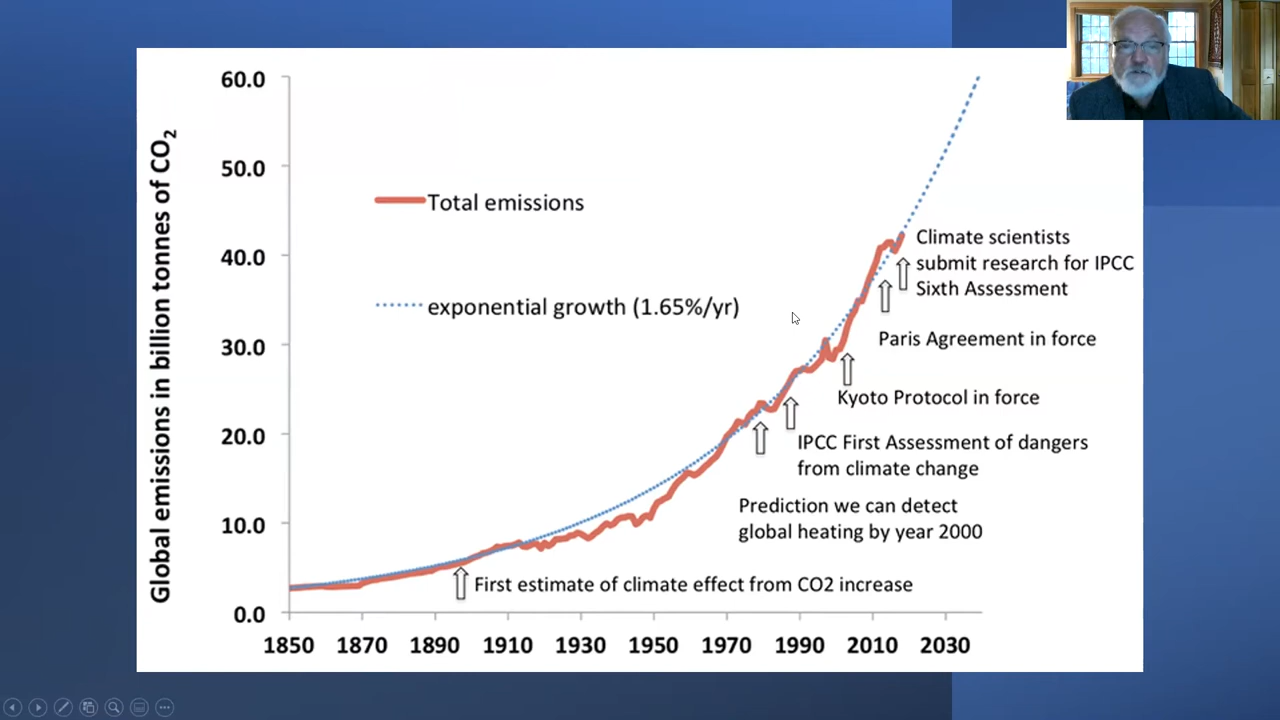 Global emissions in billion tonnes of CO2
60.0
50.0
40.0
30.0
20.0
10.0
0.0
Total emissions
exponential growth (1.65%/yr)
Climate scientists
submit research for IPCC
Sixth Assessment
Paris Agreement in force
Kyoto Protocol in force
IPCC First Assessment of dangers
from climate change
Prediction we can detect
global heating by year 2000
First estimate of climate effect from CO2 increase
1850 1870 1890 1910 1930 1950 1970 1990 2010 2030